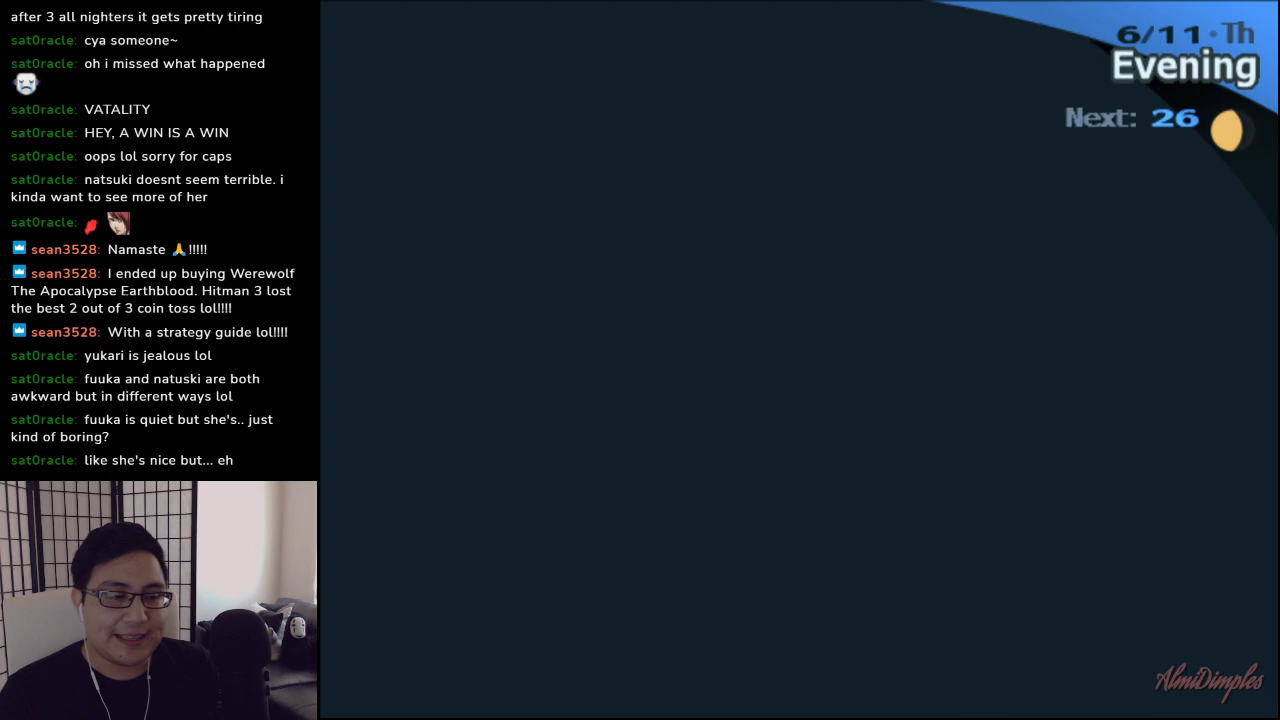 after 3 all nighters it gets pretty tiring
sat0racle: cya someone~
sat0racle: oh i missed what happened
sat0racle: VATALITY
sat0racle: HEY, A WIN IS A WIN
sat0racle: oops lol sorry for caps
sat0racle: natsuki doesnt seem terrible. i
kinda want to see more of her
sat0racle:
sean3528: Namaste 🙏!!!!!
sean3528: I ended up buying Werewolf
The Apocalypse Earthblood. Hitman 3 lost
the best 2 out of 3 coin toss lol!!!!
sean3528: With a strategy guide lol!!!!
sat0racle: yukari is jealous lol
sat0racle: fuuka and natuski are both
awkward but in different ways lol
sat0racle: fuuka is quiet but she's.. just
kind of boring?
sat0racle: like she's nice but... eh
6/11·Th
Evening
Next: 26
AlmiDimples